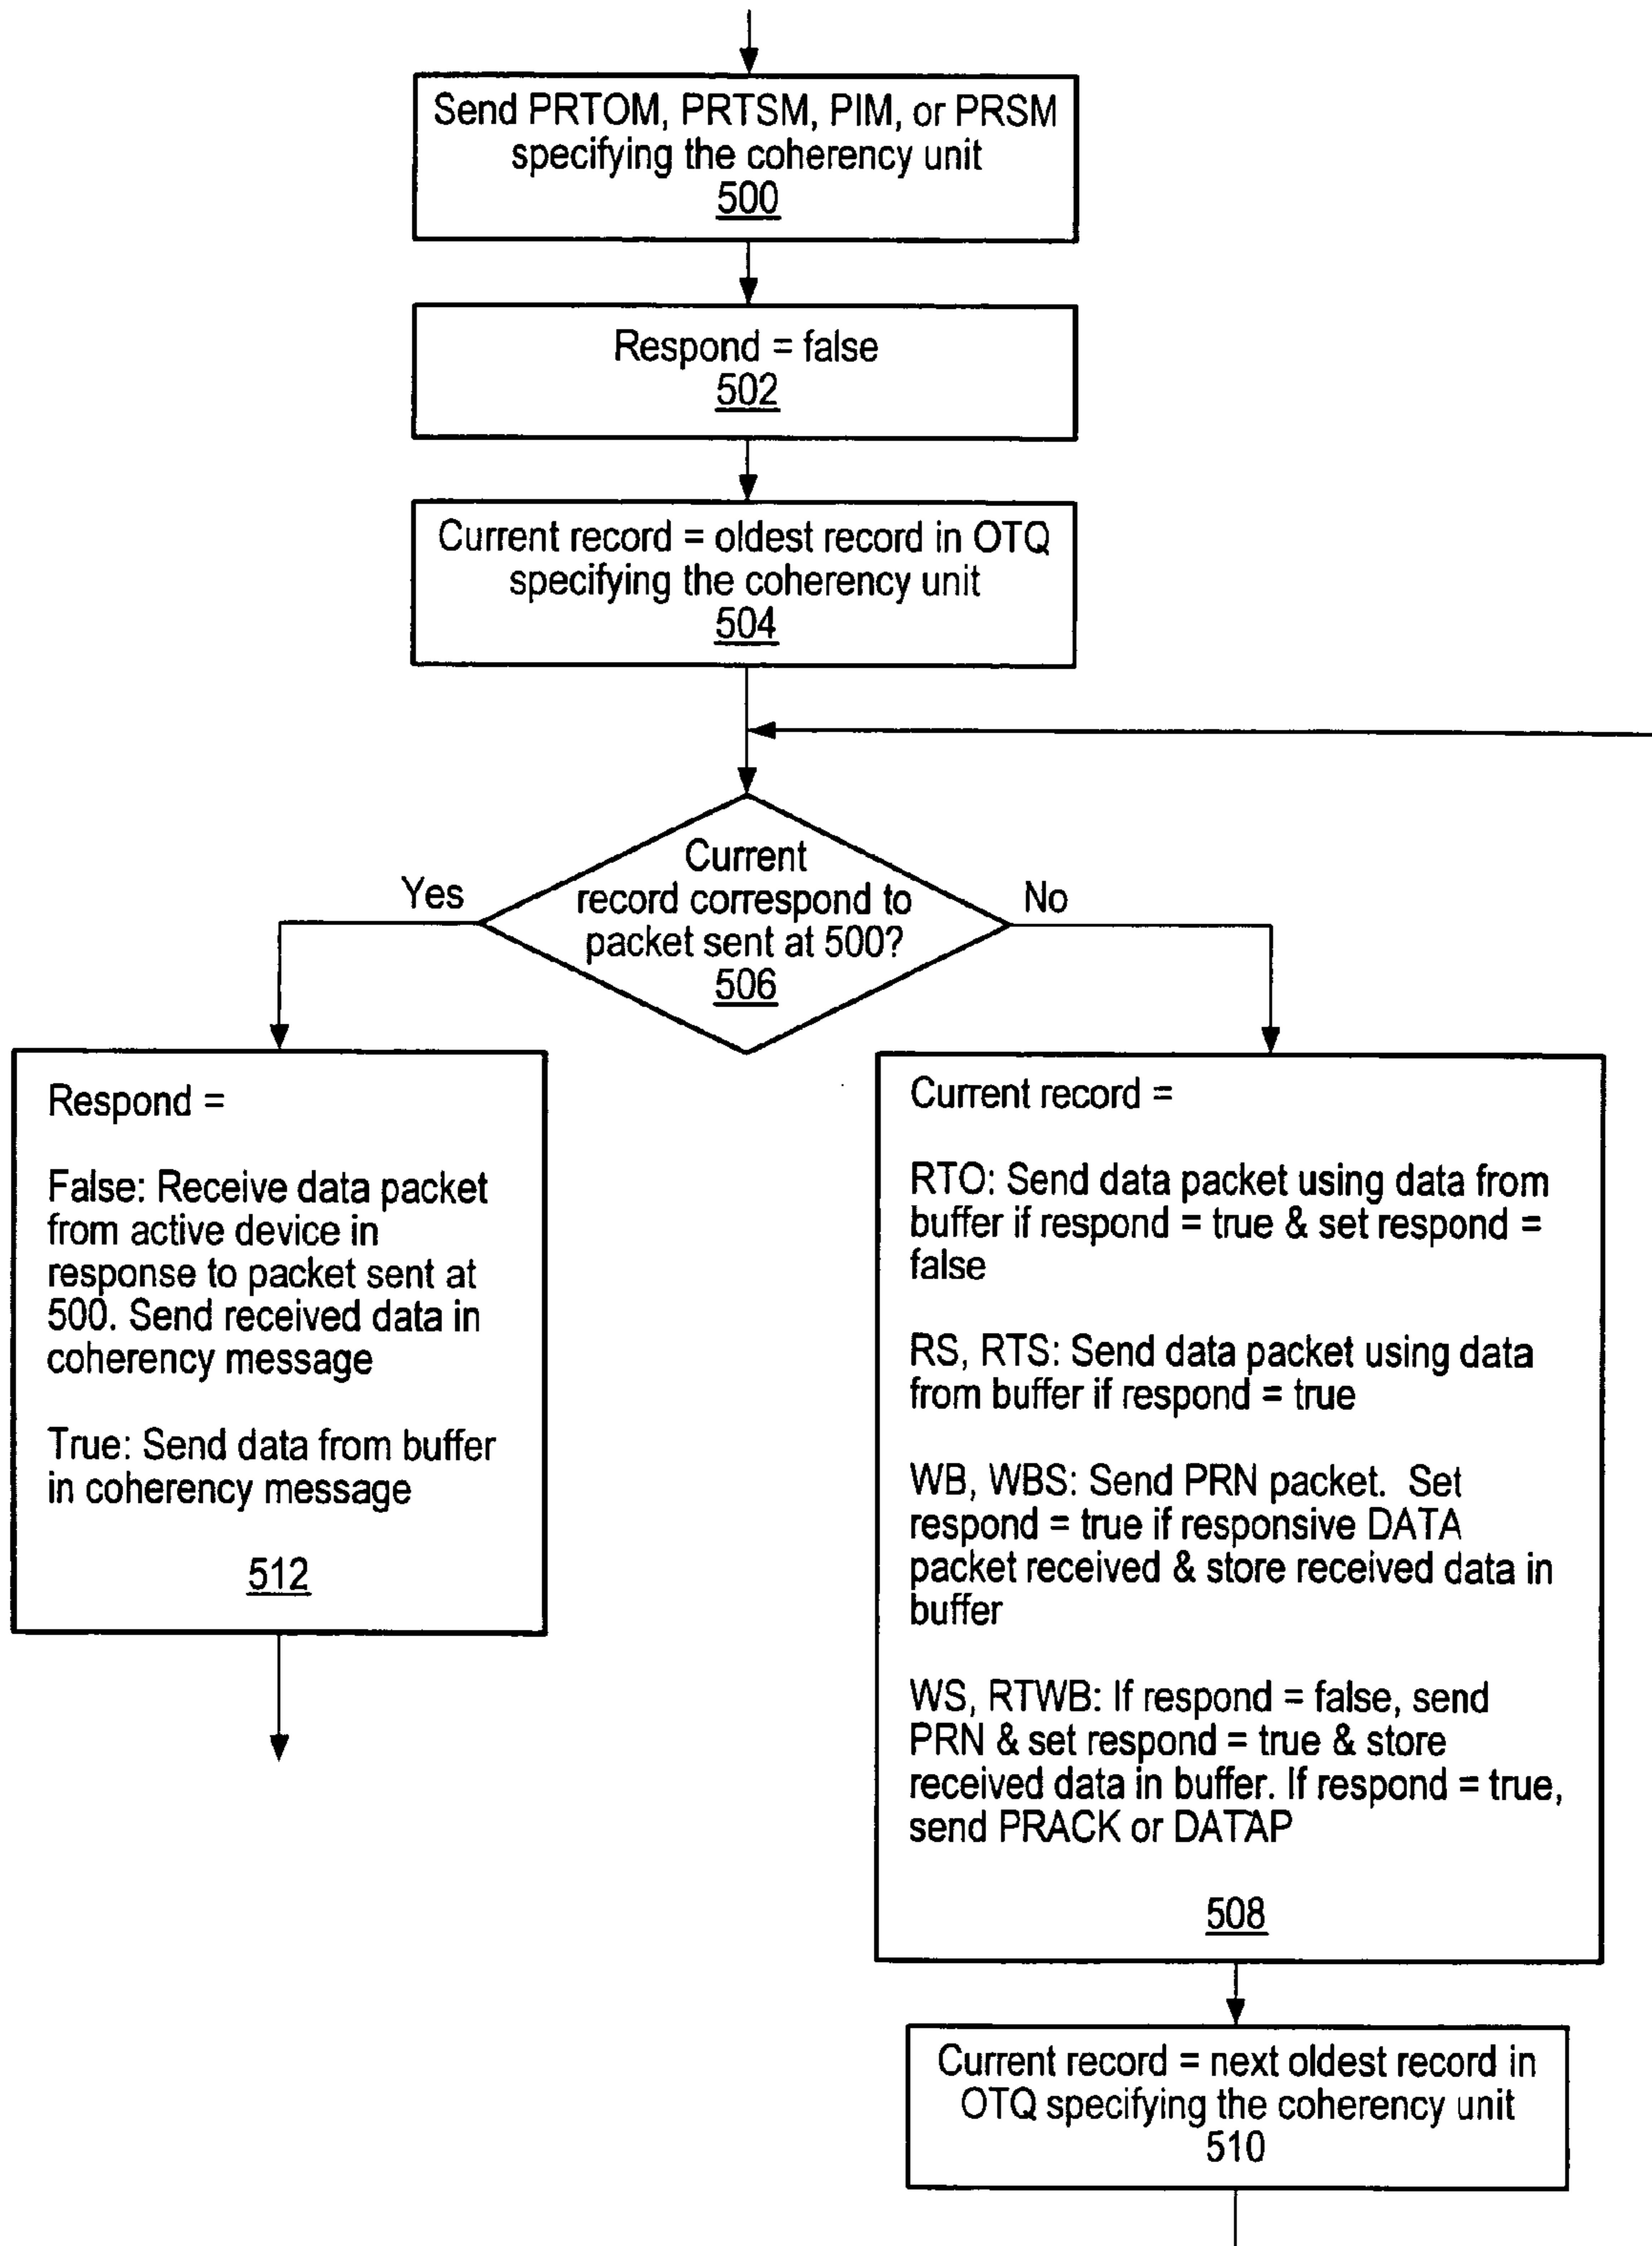 Send PRTOM, PRTSM, PIM, or PRSM
specifying the coherency unit
500
Respond = false
502
Current record = oldest record in OTQ
specifying the coherency unit
504
Current
record correspond to
packet sent at 500?
506
Yes
No
Respond =
False: Receive data packet
from active device in
response to packet sent at
500. Send received data in
coherency message
True: Send data from buffer
in coherency message
512
Current record =
RTO: Send data packet using data from
buffer if respond = true & set respond =
false
RS, RTS: Send data packet using data
from buffer if respond = true
WB, WBS: Send PRN packet. Set
respond = true if responsive DATA
packet received & store received data in
buffer
WS, RTWB: If respond = false, send
PRN & set respond = true & store
received data in buffer. If respond = true,
send PRACK or DATAP
508
Current record = next oldest record in
OTQ specifying the coherency unit
510